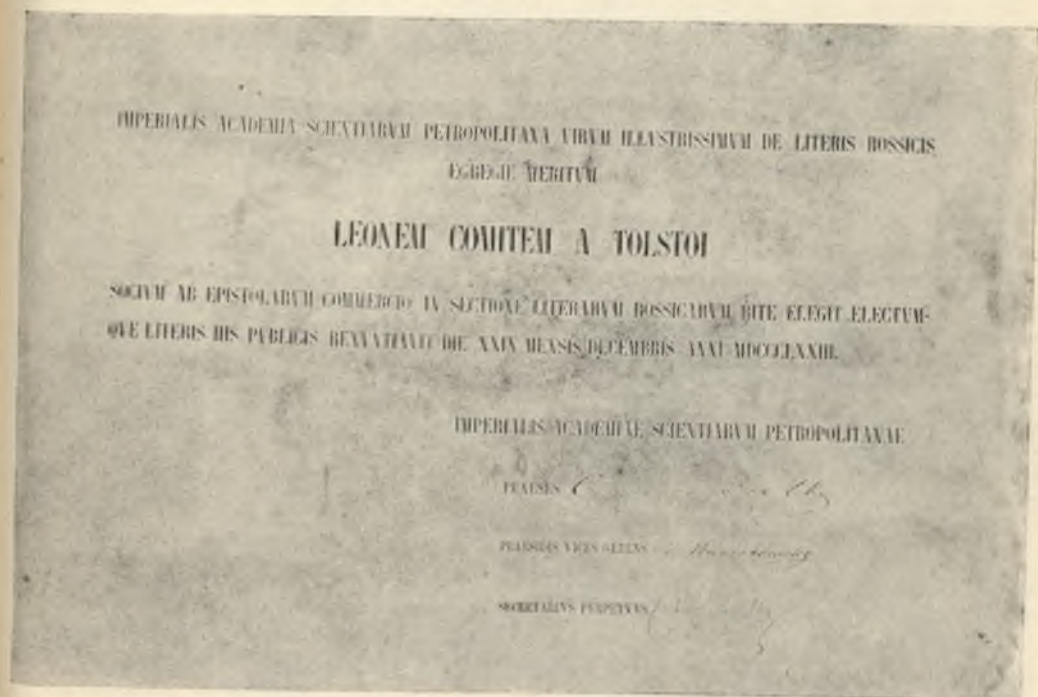 IMPERIALIS ACADEMIA SCIENTIARVM PETROPOLITANA VIRVM ILLVSTRISSIMVM DE LITERIS ROSSICIS
EGREGIE MERITVM
LEONEM COMITEM A TOLSTOI
SOCIVM AB EPISTOLARVM COMMERCIO IN SECTIONE LITERARVM ROSSICARVM RITE ELEGIT ELECTVM-
QVE LITERIS HIS PVBLICIS RENVNTIAVIT DIE XXIX MENSIS DECEMBRIS ANNI MDCCCLXXIII.
IMPERIALIS ACADEMIAE SCIENTIARVM PETROPOLITANAE
PRAESES
PRAESIDIS VICES GERENS
SECRETARIVS PERPETVVS